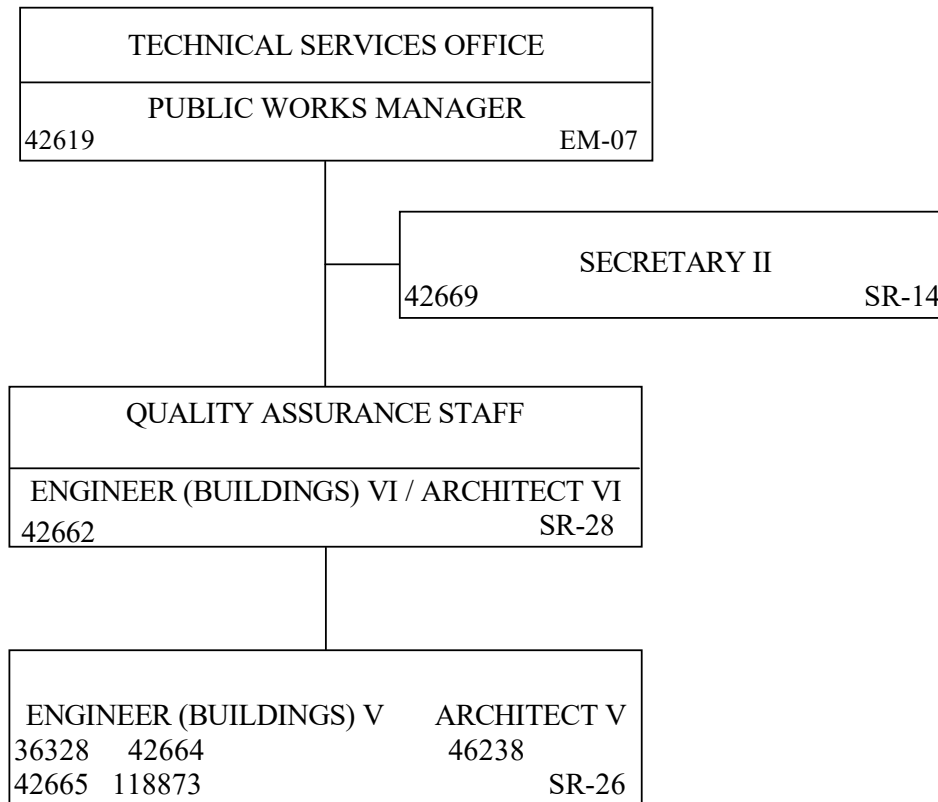 TECHNICAL SERVICES OFFICE
PUBLIC WORKS MANAGER
42619 EM-07
SECRETARY II
42669 SR-14
QUALITY ASSURANCE STAFF
ENGINEER (BUILDINGS) VI / ARCHITECT VI
42662 SR-28
ENGINEER (BUILDINGS) V ARCHITECT V
36328 42664 46238
42665 118873 SR-26